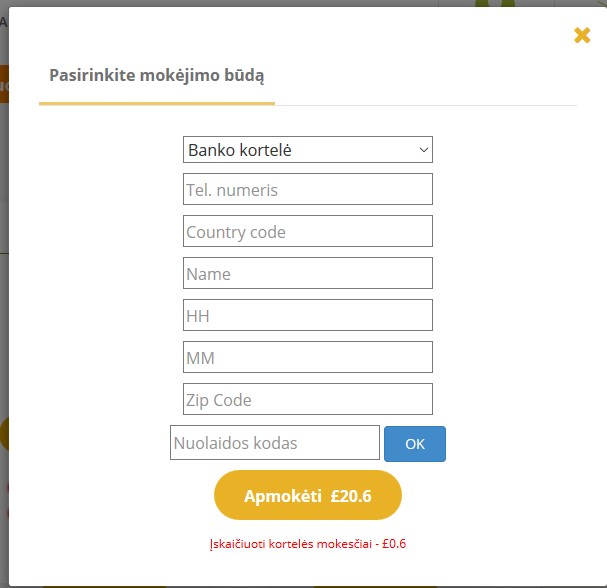 Pasirinkite mokėjimo būdą
Banko kortelė
Tel. numeris
Country code
Name
HH
MM
Zip Code
Nuolaidos kodas OK
Apmokėti £20.6
Įskaičiuoti kortelės mokesčiai - £0.6